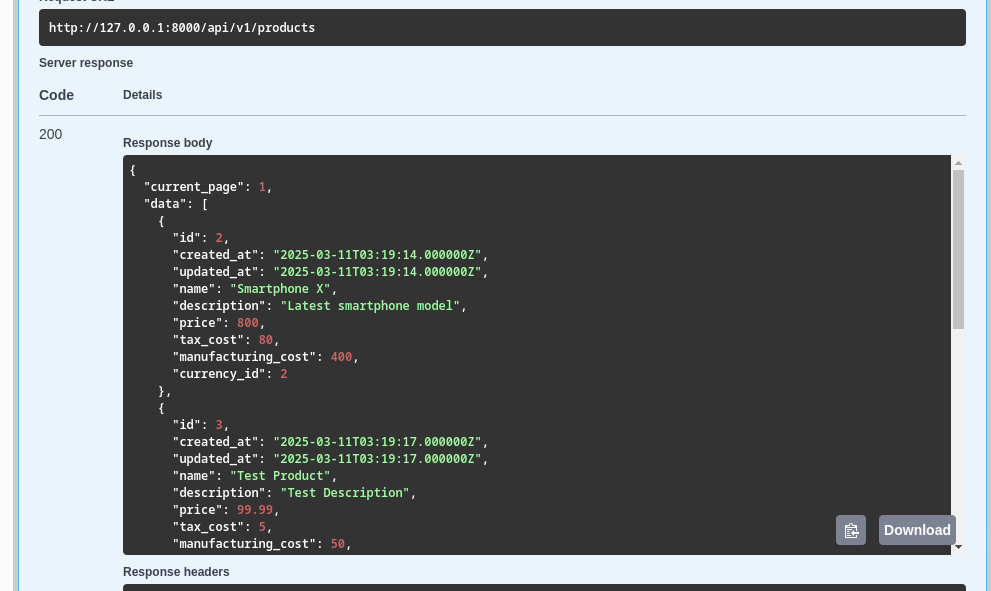 http://127.0.0.1:8000/api/v1/products
Server response
Code Details
200
Response body
{
  "current_page": 1,
  "data": [
    {
      "id": 2,
      "created_at": "2025-03-11T03:19:14.000000Z",
      "updated_at": "2025-03-11T03:19:14.000000Z",
      "name": "Smartphone X",
      "description": "Latest smartphone model",
      "price": 800,
      "tax_cost": 80,
      "manufacturing_cost": 400,
      "currency_id": 2
    },
    {
      "id": 3,
      "created_at": "2025-03-11T03:19:17.000000Z",
      "updated_at": "2025-03-11T03:19:17.000000Z",
      "name": "Test Product",
      "description": "Test Description",
      "price": 99.99,
      "tax_cost": 5,
      "manufacturing_cost": 50,
Download
Response headers